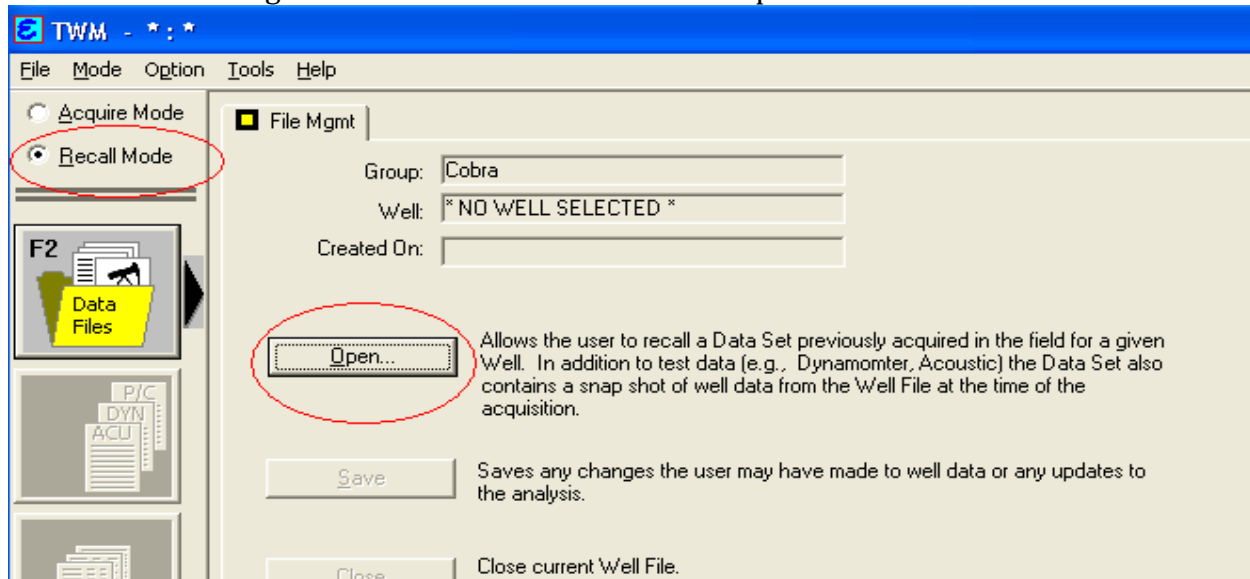 TWM - * : *
File Mode Option Tools Help
Acquire Mode
Recall Mode
File Mgmt
Group: Cobra
Well: * NO WELL SELECTED *
Created On:
F2
Data
Files
Open...
Allows the user to recall a Data Set previously acquired in the field for a given
Well. In addition to test data (e.g., Dynamomter, Acoustic) the Data Set also
contains a snap shot of well data from the Well File at the time of the
acquisition.
P/C
DYN
ACU
Save
Saves any changes the user may have made to well data or any updates to
the analysis.
Close
Close current Well File.